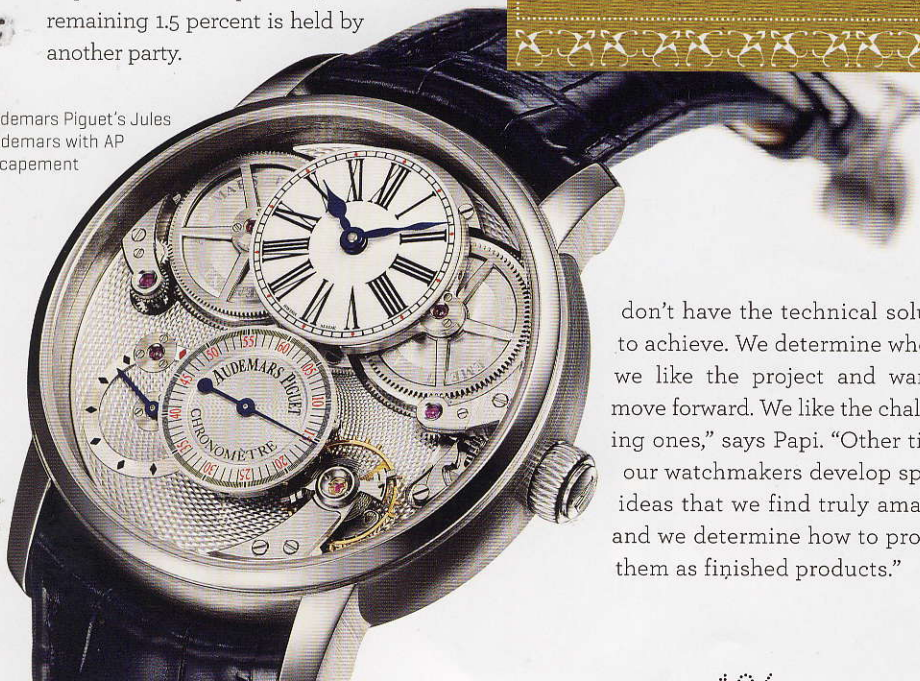 remaining 1.5 percent is held by
another party.
demars Piguet's Jules
demars with AP
capement
AUDEMARS PIGUET
CHRONOMÈTRE
don't have the technical solu
to achieve. We determine whe
we like the project and wan
move forward. We like the chal
ing ones,” says Papi. “Other ti
our watchmakers develop sp
ideas that we find truly ama
and we determine how to pro
them as finished products.”